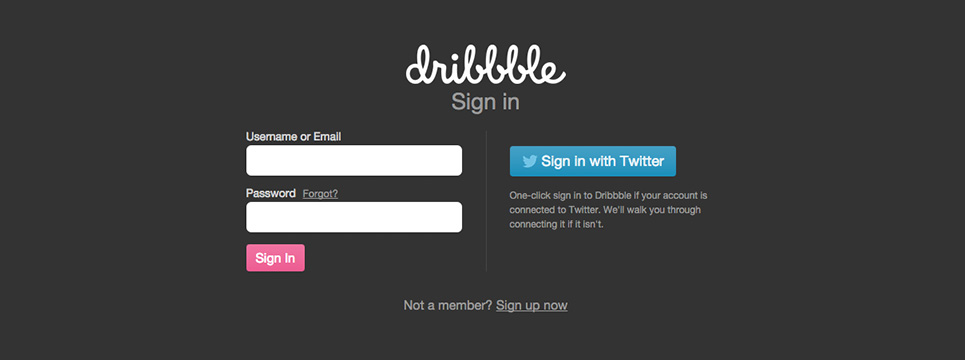 dribbble
Sign in
Username or Email
Password Forgot?
Sign In
Sign in with Twitter
One-click sign in to Dribbble if your account is
connected to Twitter. We'll walk you through
connecting it if it isn't.
Not a member? Sign up now